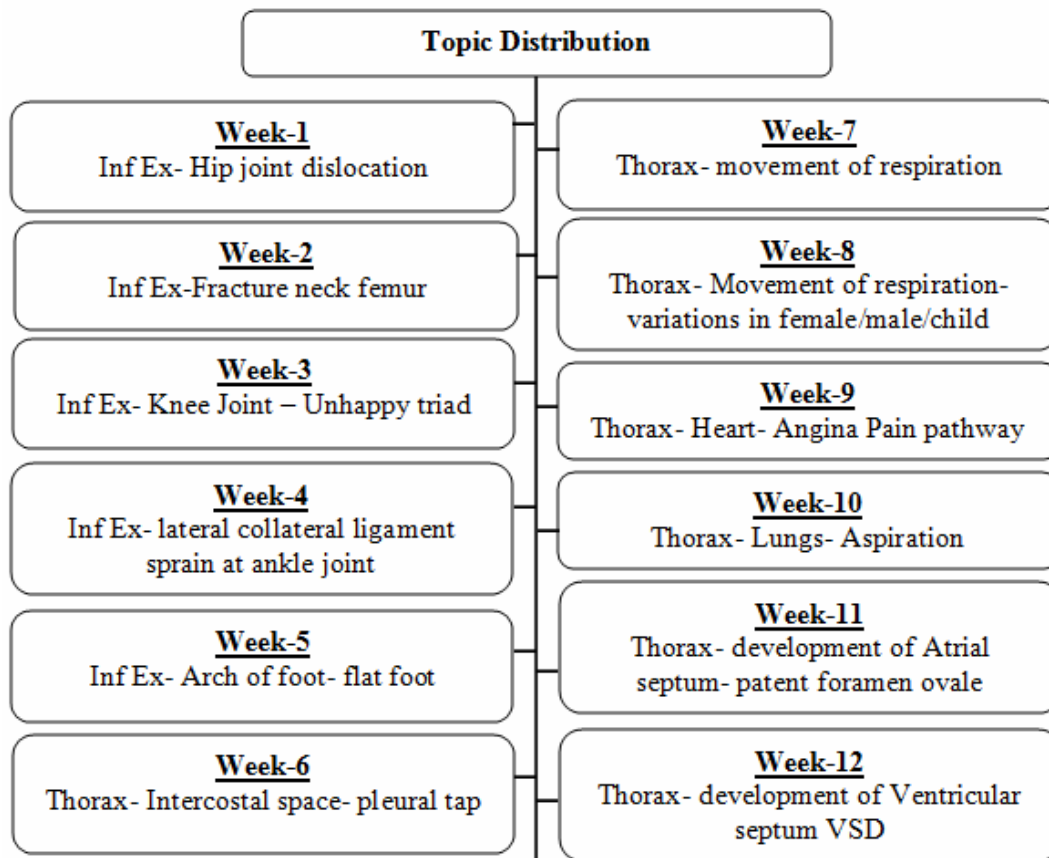 Topic Distribution
Week-1
Inf Ex- Hip joint dislocation
Week-2
Inf Ex-Fracture neck femur
Week-3
Inf Ex- Knee Joint – Unhappy triad
Week-4
Inf Ex- lateral collateral ligament
sprain at ankle joint
Week-5
Inf Ex- Arch of foot- flat foot
Week-6
Thorax- Intercostal space- pleural tap
Week-7
Thorax- movement of respiration
Week-8
Thorax- Movement of respiration-
variations in female/male/child
Week-9
Thorax- Heart- Angina Pain pathway
Week-10
Thorax- Lungs- Aspiration
Week-11
Thorax- development of Atrial
septum- patent foramen ovale
Week-12
Thorax- development of Ventricular
septum VSD